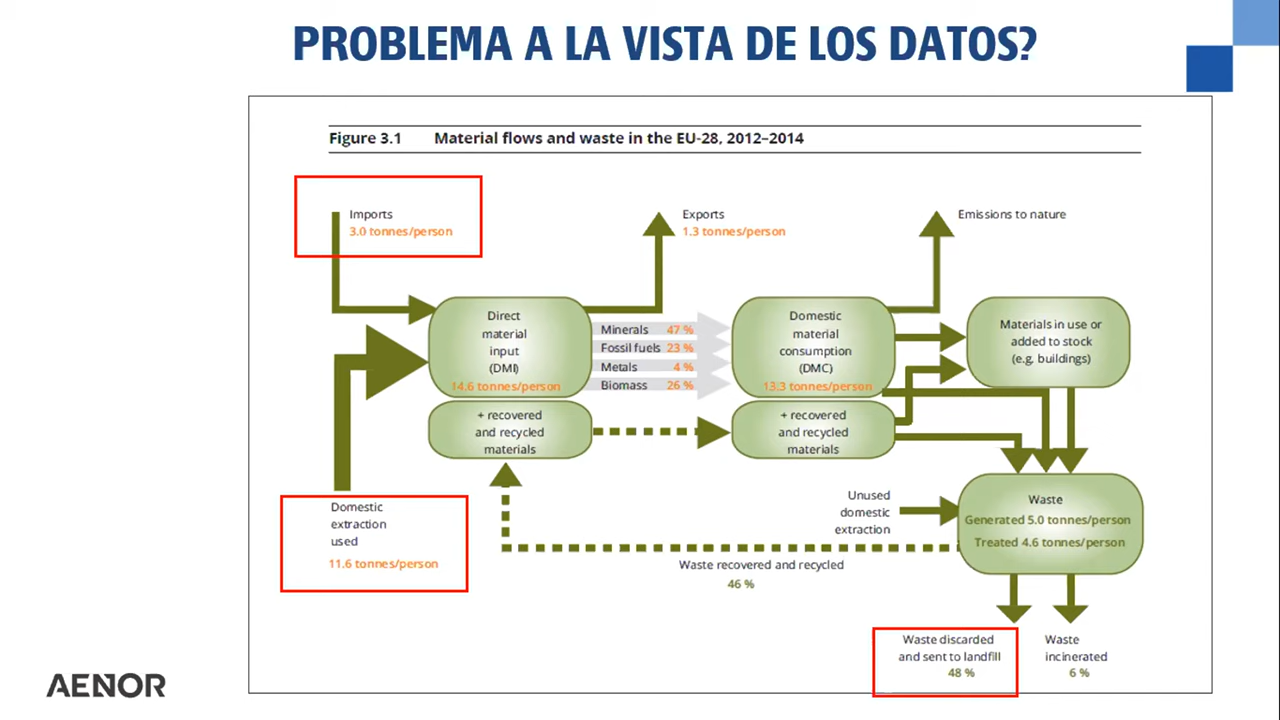 PROBLEMA A LA VISTA DE LOS DATOS?
Figure 3.1 Material flows and waste in the EU-28, 2012–2014
Imports
3.0 tonnes/person
Exports
1.3 tonnes/person
Emissions to nature
Direct
material
input
(DMI)
14.6 tonnes/person
Minerals 47 %
Fossil fuels 23 %
Metals 4 %
Biomass 26 %
Domestic
material
consumption
(DMC)
13.3 tonnes/person
Materials in use or
added to stock
(e.g. buildings)
+ recovered
and recycled
materials
+ recovered
and recycled
materials
Domestic
extraction
used
11.6 tonnes/person
Unused
domestic
extraction
Waste
Generated 5.0 tonnes/person
Treated 4.6 tonnes/person
Waste recovered and recycled
46 %
Waste discarded
and sent to landfill
48 %
Waste
incinerated
6 %
AENOR